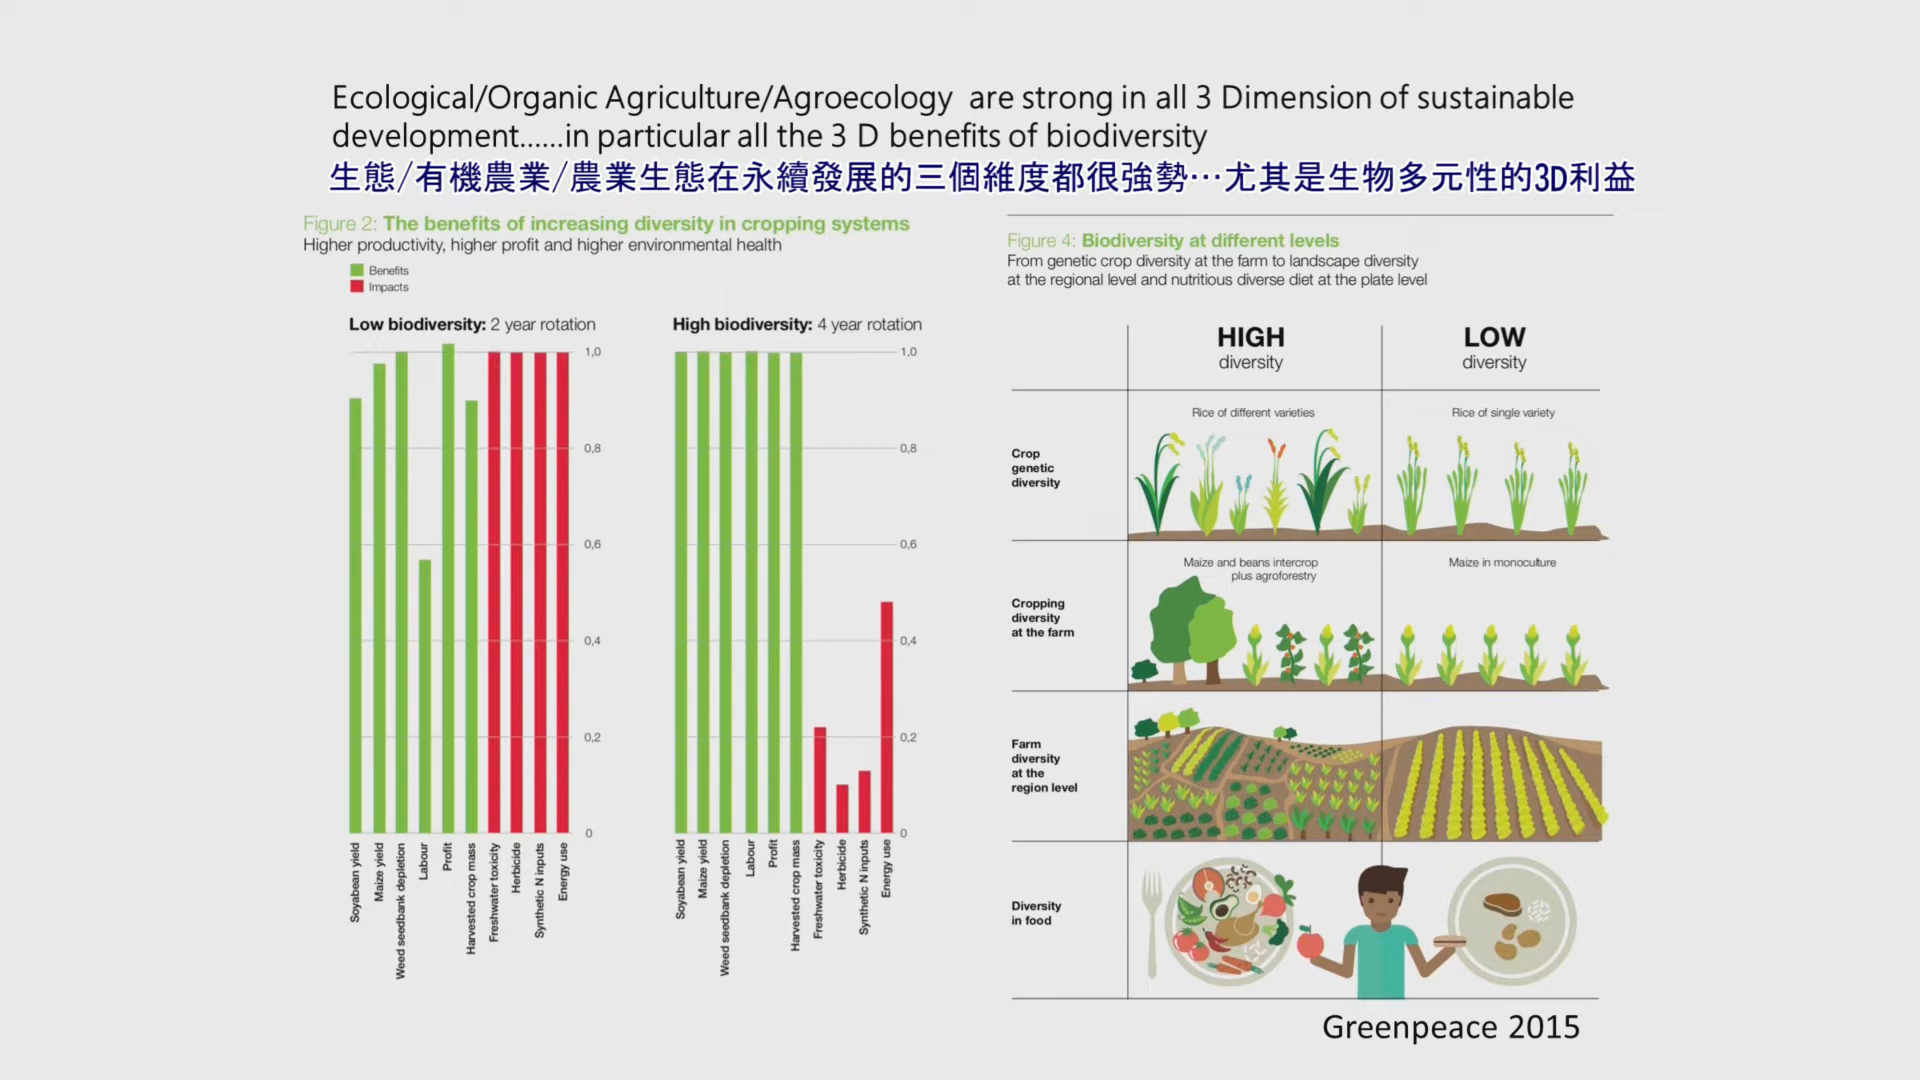 Ecological/Organic Agriculture/Agroecology are strong in all 3 Dimension of sustainable
development......in particular all the 3 D benefits of biodiversity
生態/有機農業/農業生態在永續發展的三個維度都很強勢…尤其是生物多元性的3D利益
Figure 2: The benefits of increasing diversity in cropping systems
Higher productivity, higher profit and higher environmental health
Benefits
Impacts
Low biodiversity: 2 year rotation
1,0
0,8
0,6
0,4
0,2
0
Soyabean yield
Maize yield
Weed seedbank depletion
Labour
Profit
Harvested crop mass
Freshwater toxicity
Herbicide
Synthetic N inputs
Energy use
High biodiversity: 4 year rotation
1,0
0,8
0,6
0,4
0,2
0
Soyabean yield
Maize yield
Weed seedbank depletion
Labour
Profit
Harvested crop mass
Freshwater toxicity
Herbicide
Synthetic N inputs
Energy use
Figure 4: Biodiversity at different levels
From genetic crop diversity at the farm to landscape diversity
at the regional level and nutritious diverse diet at the plate level
HIGH
diversity
LOW
diversity
Crop
genetic
diversity
Rice of different varieties
Rice of single variety
Cropping
diversity
at the farm
Maize and beans intercrop
plus agroforestry
Maize in monoculture
Farm
diversity
at the
region level
Diversity
in food
Greenpeace 2015